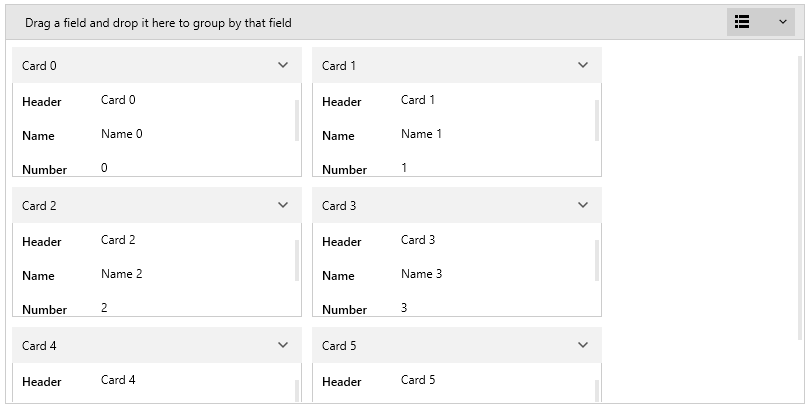 Drag a field and drop it here to group by that field
Card 0
Card 1
Header Card 0
Header Card 1
Name Name 0
Name Name 1
Number 0
Number 1
Card 2
Card 3
Header Card 2
Header Card 3
Name Name 2
Name Name 3
Number 2
Number 3
Card 4
Card 5
Header Card 4
Header Card 5